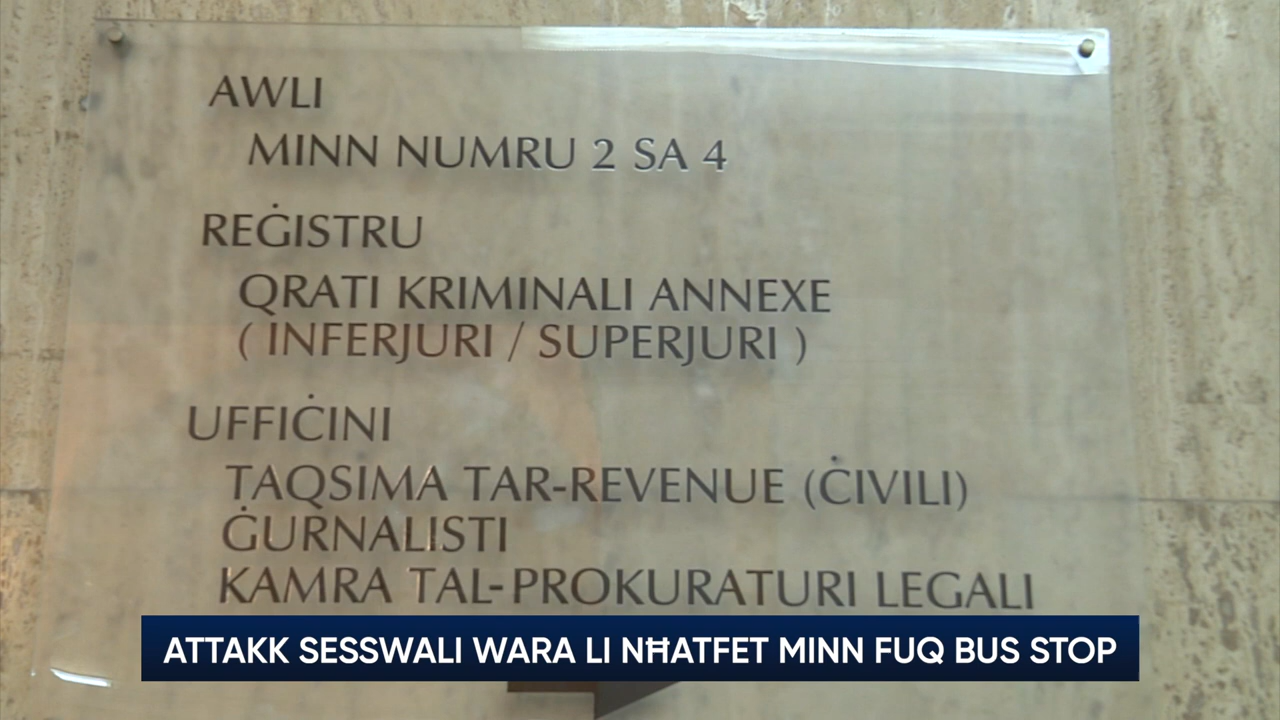 AWLI
MINN NUMRU 2 SA 4
REĠISTRU
QRATI KRIMINALI ANNEXE
( INFERJURI / SUPERJURI )
UFFIĊINI
TAQSIMA TAR-REVENUE (ĊIVILI)
ĠURNALISTI
KAMRA TAL-PROKURATURI LEGALI
ATTAKK SESSWALI WARA LI NĦATFET MINN FUQ BUS STOP